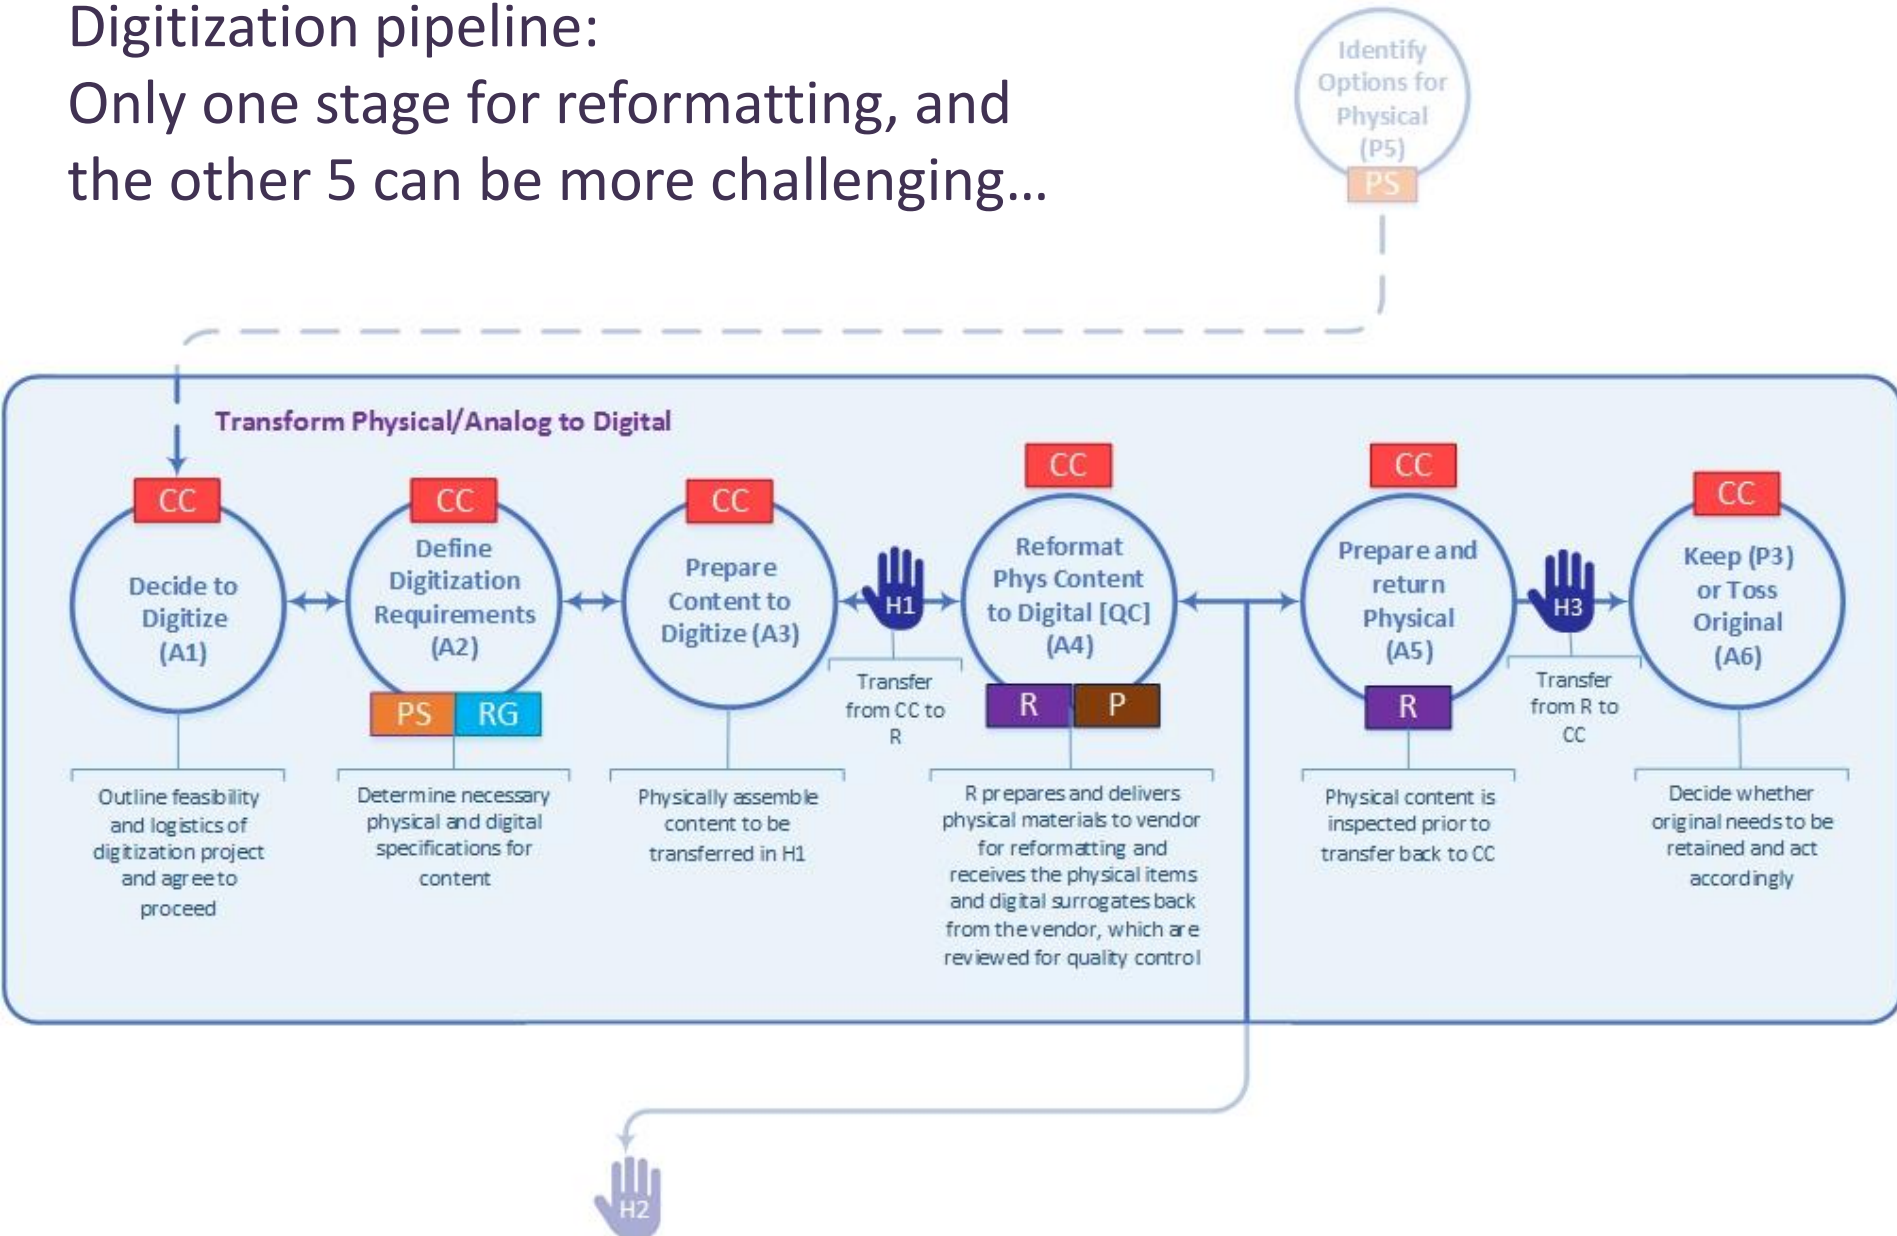 Digitization pipeline:
Only one stage for reformatting, and
the other 5 can be more challenging...
Identify
Options for
Physical
(P5)
PS
Transform Physical/Analog to Digital
CC
Decide to
Digitize
(A1)
Outline feasibility
and logistics of
digitization project
and agree to
proceed
CC
Define
Digitization
Requirements
(A2)
PS
RG
Determine necessary
physical and digital
specifications for
content
CC
Prepare
Content to
Digitize (A3)
Physically assemble
content to be
transferred in H1
H1
Transfer
from CC to
R
CC
Reformat
Phys Content
to Digital [QC]
(A4)
R
P
R prepares and delivers
physical materials to vendor
for reformatting and
receives the physical items
and digital surrogates back
from the vendor, which are
reviewed for quality control
CC
Prepare and
return
Physical
(A5)
R
Physical content is
inspected prior to
transfer back to CC
H3
Transfer
from R to
CC
CC
Keep (P3)
or Toss
Original
(A6)
Decide whether
original needs to be
retained and act
accordingly
H2